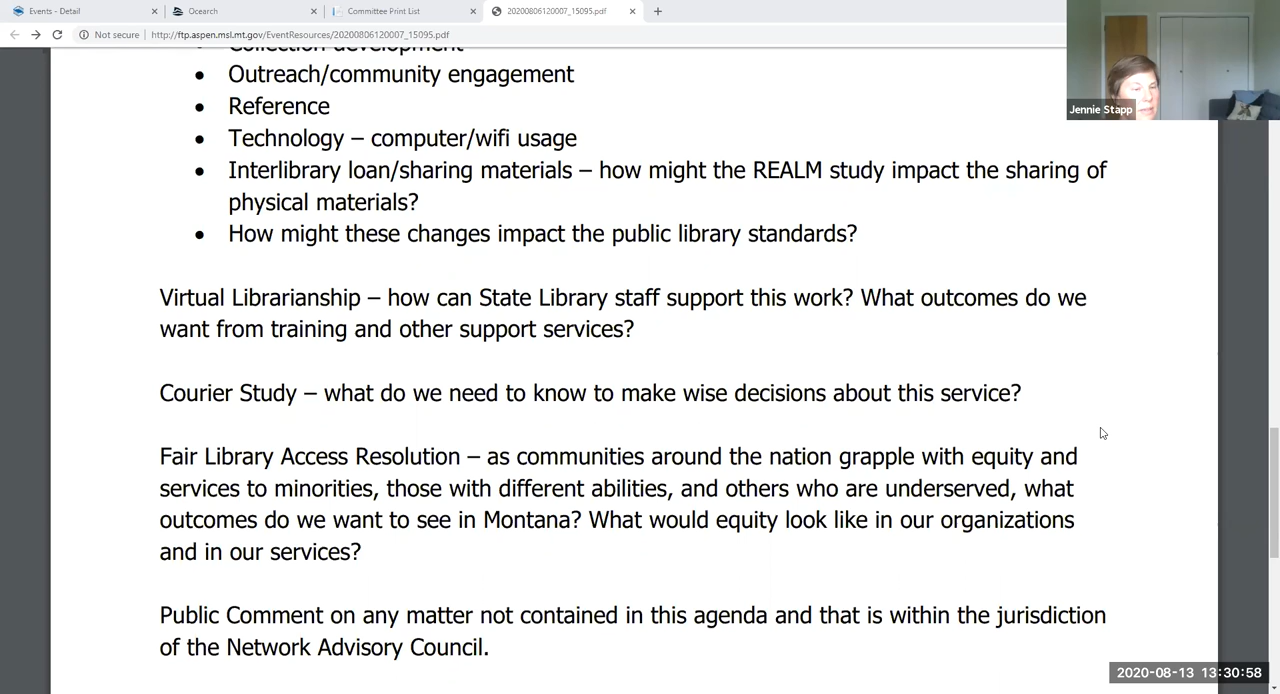 Events - Detail
Ocearch
Committee Print List
20200806120007_15095.pdf
Not secure | http://ftp.aspen.msl.mt.gov/EventResources/20200806120007_15095.pdf
Jennie Stapp
• Collection development
• Outreach/community engagement
• Reference
• Technology – computer/wifi usage
• Interlibrary loan/sharing materials – how might the REALM study impact the sharing of
physical materials?
• How might these changes impact the public library standards?
Virtual Librarianship – how can State Library staff support this work? What outcomes do we
want from training and other support services?
Courier Study – what do we need to know to make wise decisions about this service?
Fair Library Access Resolution – as communities around the nation grapple with equity and
services to minorities, those with different abilities, and others who are underserved, what
outcomes do we want to see in Montana? What would equity look like in our organizations
and in our services?
Public Comment on any matter not contained in this agenda and that is within the jurisdiction
of the Network Advisory Council.
2020-08-13 13:30:58